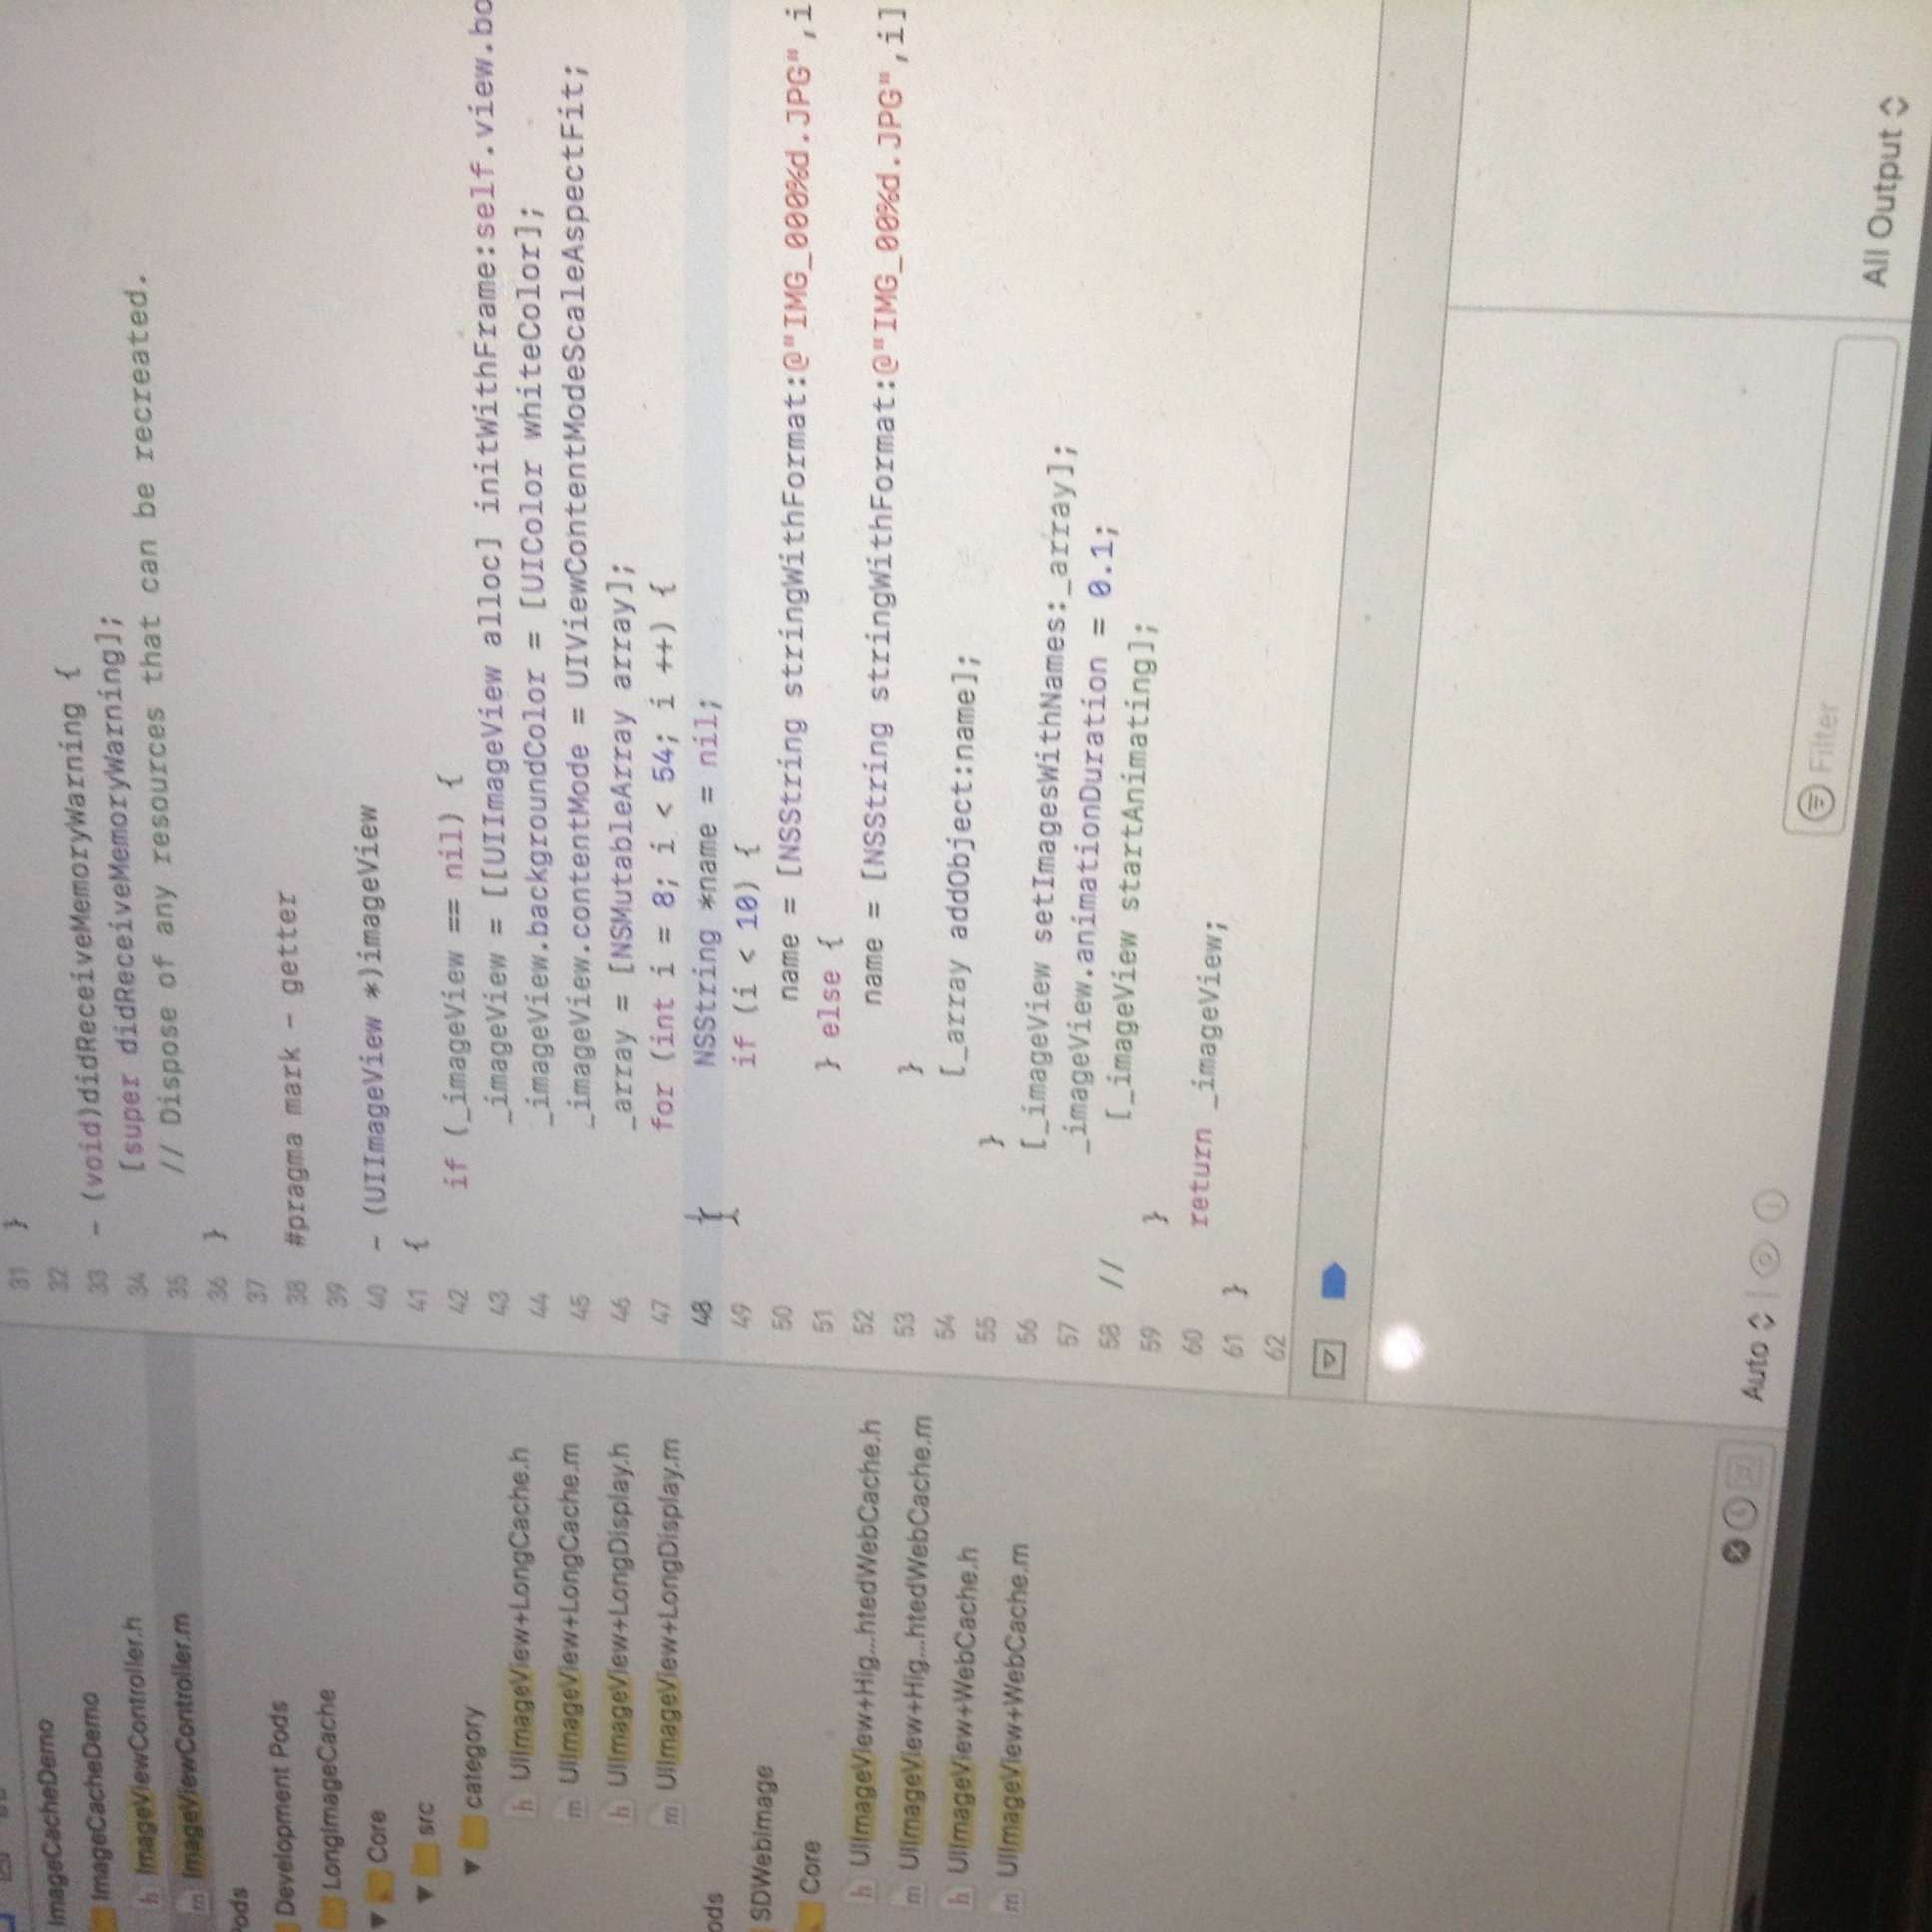 ImageCacheDemo
ImageCacheDemo
h ImageViewController.h
m ImageViewController.m
Pods
Development Pods
LongImageCache
Core
src
category
h UIImageView+LongCache.h
m UIImageView+LongCache.m
h UIImageView+LongDisplay.h
m UIImageView+LongDisplay.m
ods
SDWebImage
Core
h UIImageView+Hig...htedWebCache.h
m UIImageView+Hig...htedWebCache.m
h UIImageView+WebCache.h
m UIImageView+WebCache.m
31 }
32
33 - (void)didReceiveMemoryWarning {
34 [super didReceiveMemoryWarning];
35 // Dispose of any resources that can be recreated.
36 }
37
38 #pragma mark - getter
39
40 - (UIImageView *)imageView
41 {
42 if (_imageView == nil) {
43 _imageView = [[UIImageView alloc] initWithFrame:self.view.bo
44 _imageView.backgroundColor = [UIColor whiteColor];
45 _imageView.contentMode = UIViewContentModeScaleAspectFit;
46 _array = [NSMutableArray array];
47 for (int i = 8; i < 54; i ++) {
48 NSString *name = nil;
49 if (i < 10) {
50 name = [NSString stringWithFormat:@"IMG_000%d.JPG",i
51 } else {
52 name = [NSString stringWithFormat:@"IMG_00%d.JPG",i]
53 }
54 [_array addObject:name];
55 }
56 [_imageView setImagesWithNames:_array];
57 _imageView.animationDuration = 0.1;
58 // [_imageView startAnimating];
59 }
60 return _imageView;
61 }
62
Auto
Filter
All Output